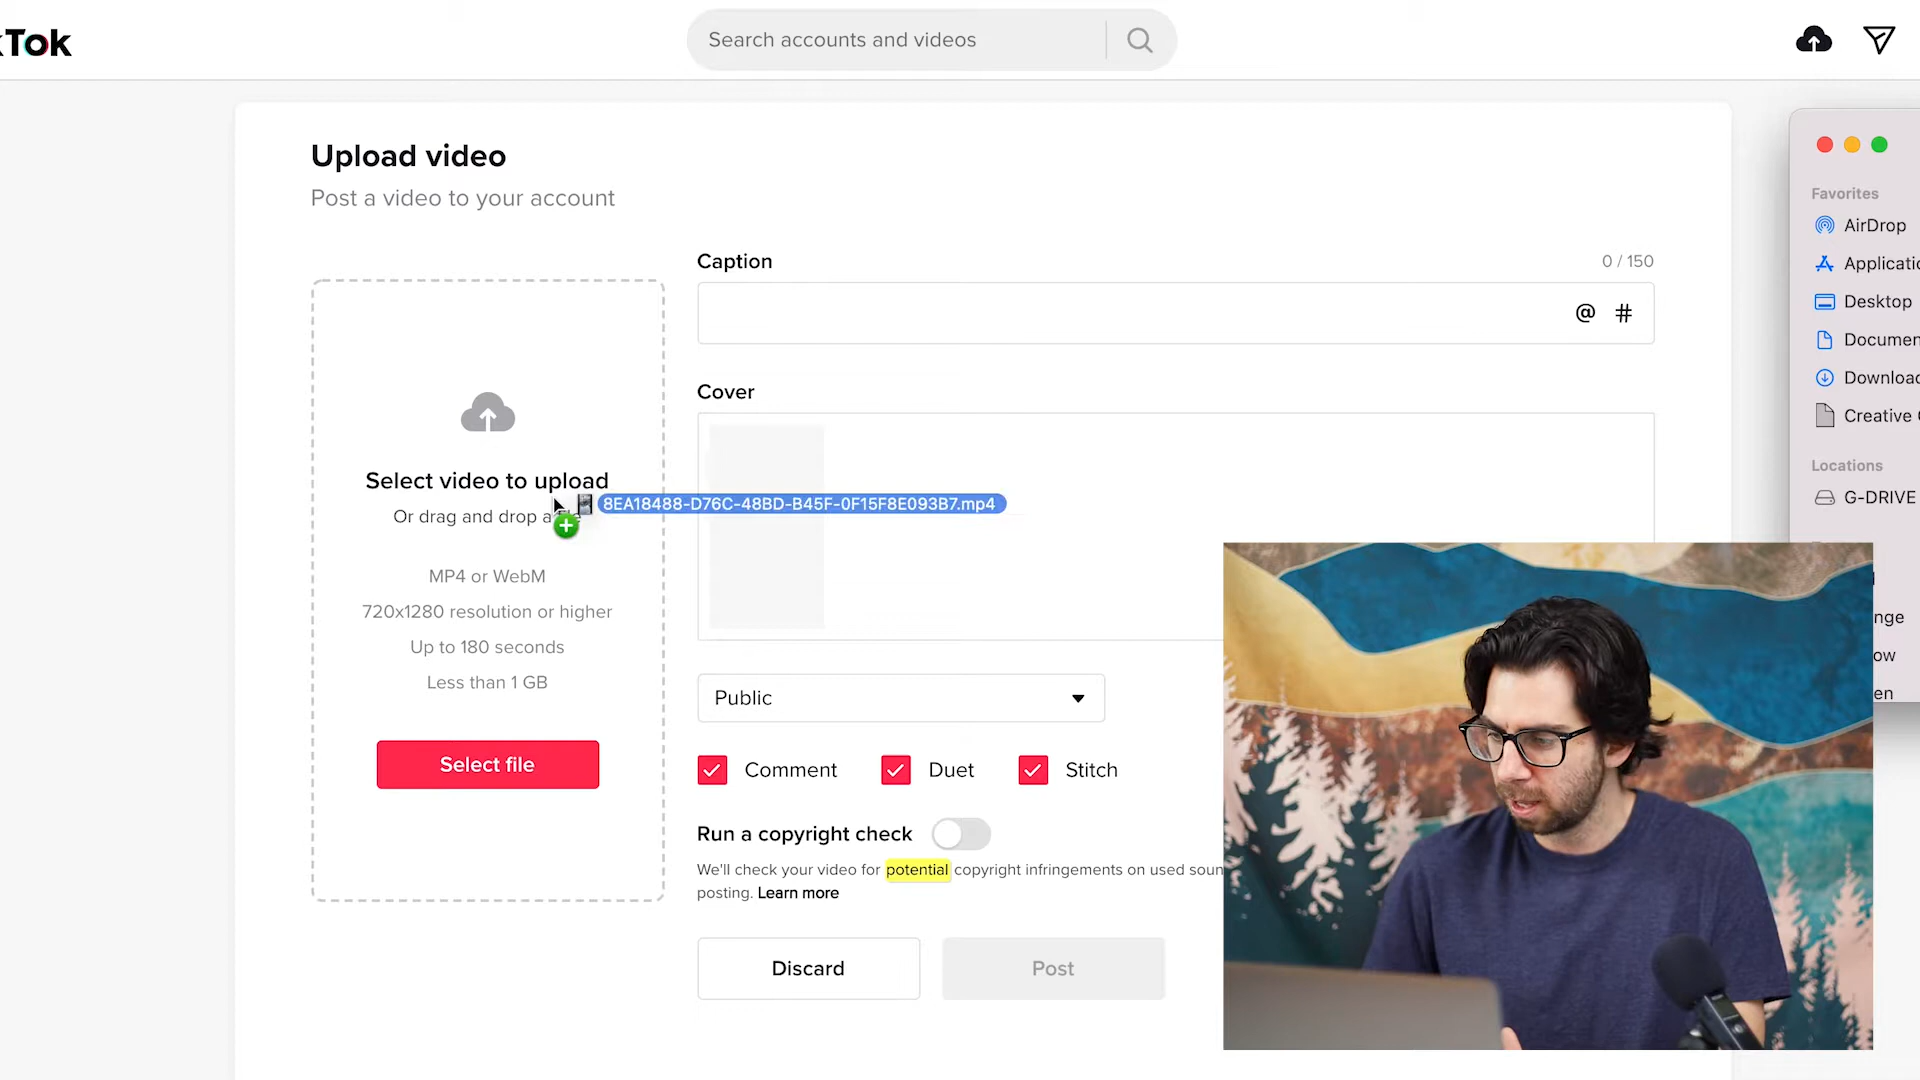 Tok
Search accounts and videos
Upload video
Post a video to your account
Select video to upload
Or drag and drop a
MP4 or WebM
720x1280 resolution or higher
Up to 180 seconds
Less than 1 GB
Select file
8EA18488-D76C-48BD-B45F-0F15F8E093B7.mp4
Caption
0 / 150
@ #
Cover
Public
Comment
Duet
Stitch
Run a copyright check
We'll check your video for potential copyright infringements on used soun
posting. Learn more
Discard
Post
Favorites
AirDrop
Applicatio
Desktop
Documen
Download
Creative
Locations
G-DRIVE
nge
ow
en